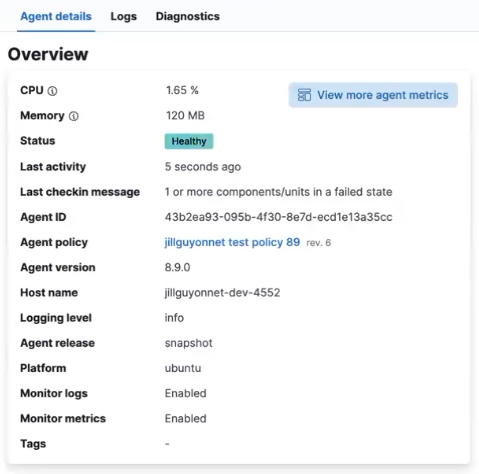 Agent details Logs Diagnostics
Overview
CPU 1.65 % View more agent metrics
Memory 120 MB
Status Healthy
Last activity 5 seconds ago
Last checkin message 1 or more components/units in a failed state
Agent ID 43b2ea93-095b-4f30-8e7d-ecd1e13a35cc
Agent policy jillguyonnet test policy 89 rev. 6
Agent version 8.9.0
Host name jillguyonnet-dev-4552
Logging level info
Agent release snapshot
Platform ubuntu
Monitor logs Enabled
Monitor metrics Enabled
Tags -